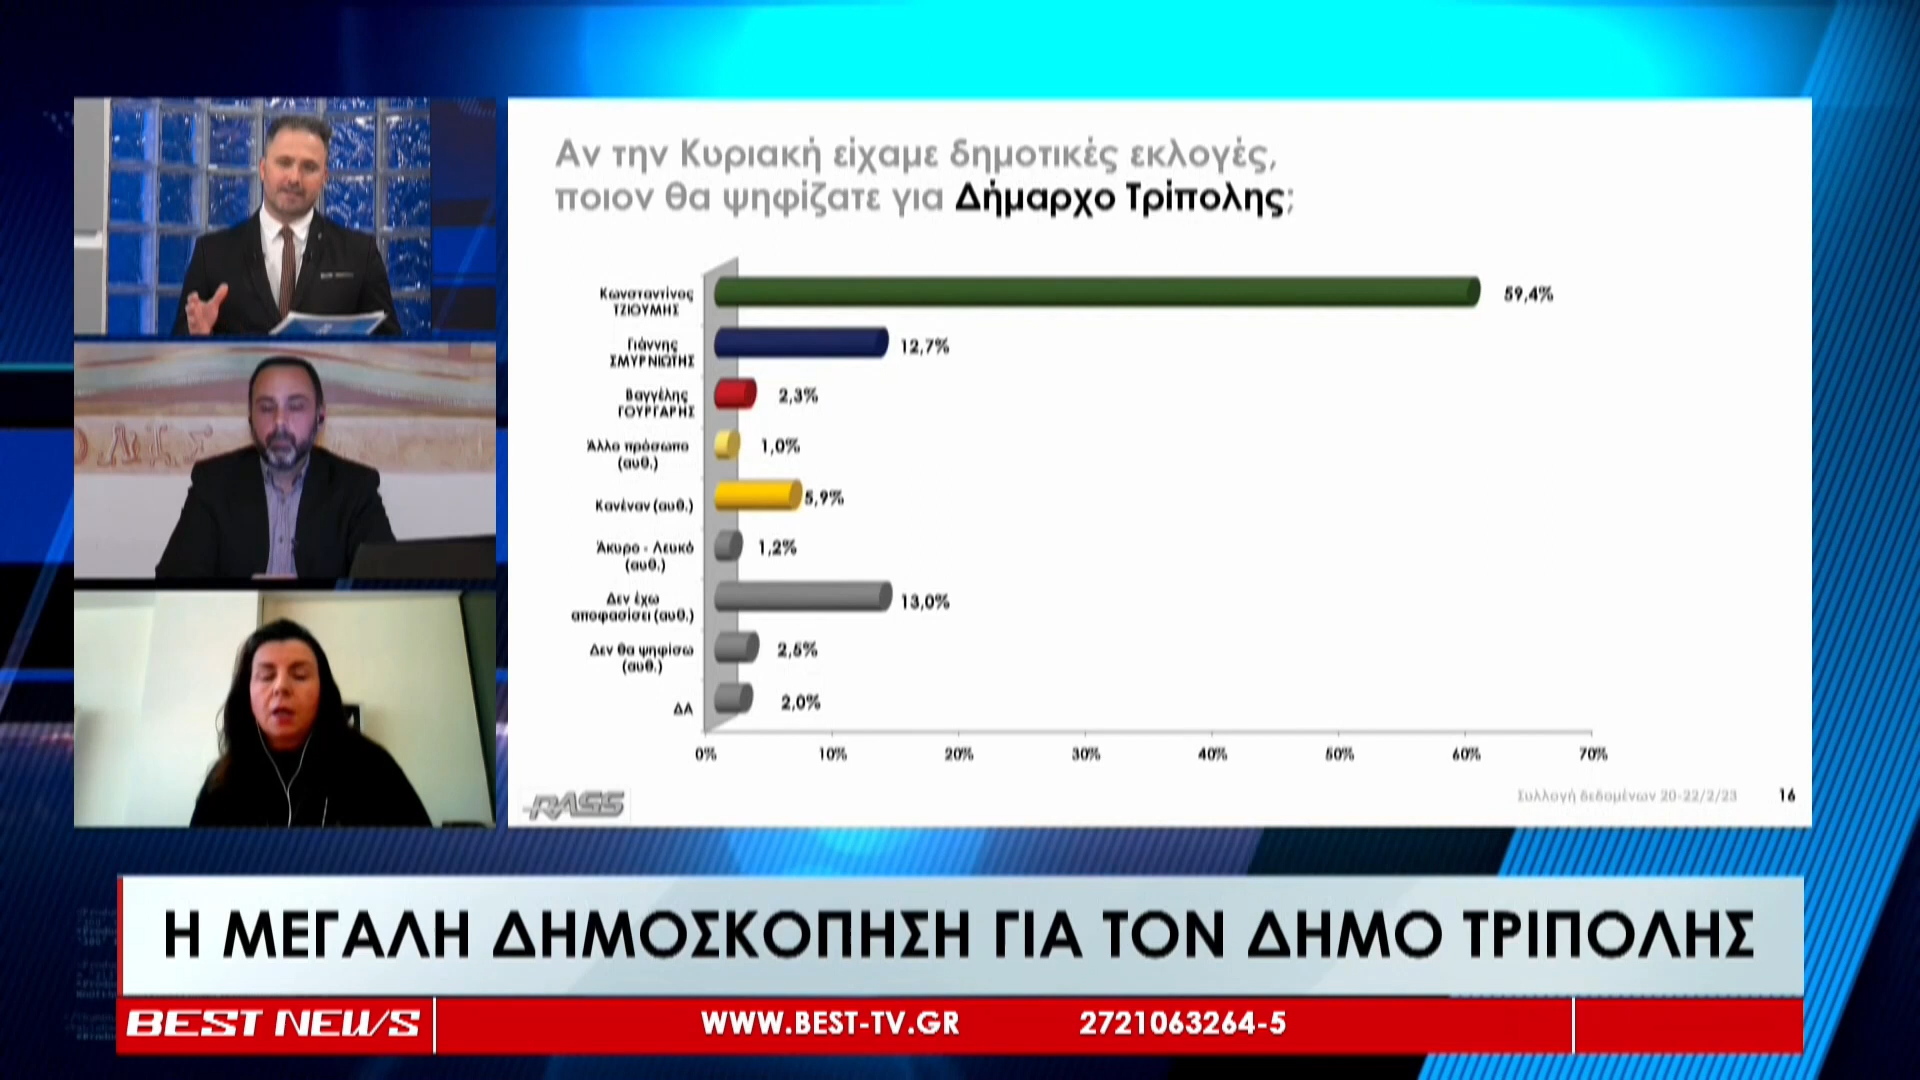 Αν την Κυριακή είχαμε δημοτικές εκλογές,
ποιον θα ψηφίζατε για Δήμαρχο Τρίπολης;
Κωνσταντίνος
ΤΖΙΟΥΜΗΣ
59,4%
Γιάννης
ΣΜΥΡΝΙΩΤΗΣ
12,7%
Βαγγέλης
ΓΟΥΡΓΑΡΗΣ
2,3%
Άλλο πρόσωπο
(αυθ.)
1,0%
Κανέναν (αυθ.)
5,9%
Άκυρο - Λευκό
(αυθ.)
1,2%
Δεν έχω
αποφασίσει (αυθ.)
13,0%
Δεν θα ψηφίσω
(αυθ.)
2,5%
ΔΑ
2,0%
0% 10% 20% 30% 40% 50% 60% 70%
RASS
Συλλογή δεδομένων 20-22/2/23 16
Η ΜΕΓΑΛΗ ΔΗΜΟΣΚΟΠΗΣΗ ΓΙΑ ΤΟΝ ΔΗΜΟ ΤΡΙΠΟΛΗΣ
BEST NEWS WWW.BEST-TV.GR 2721063264-5